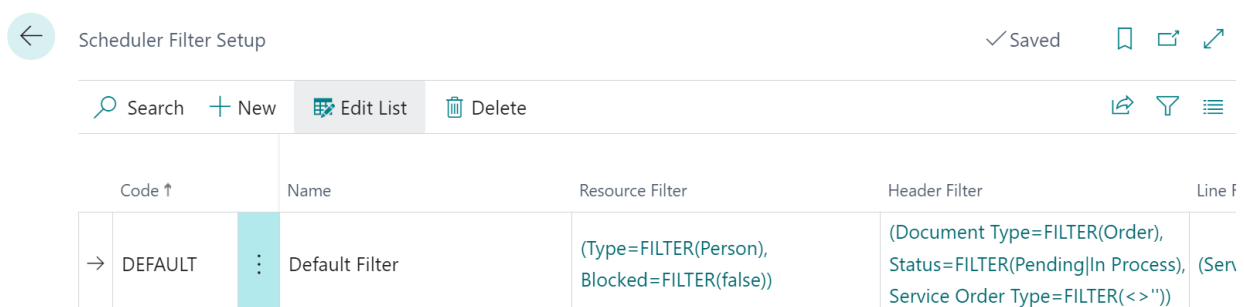 Scheduler Filter Setup
Saved
Search
New
Edit List
Delete
Code ↑
Name
Resource Filter
Header Filter
Line
DEFAULT
Default Filter
(Type=FILTER(Person),
Blocked=FILTER(false))
(Document Type=FILTER(Order),
Status=FILTER(Pending|In Process),
Service Order Type=FILTER(<>''))